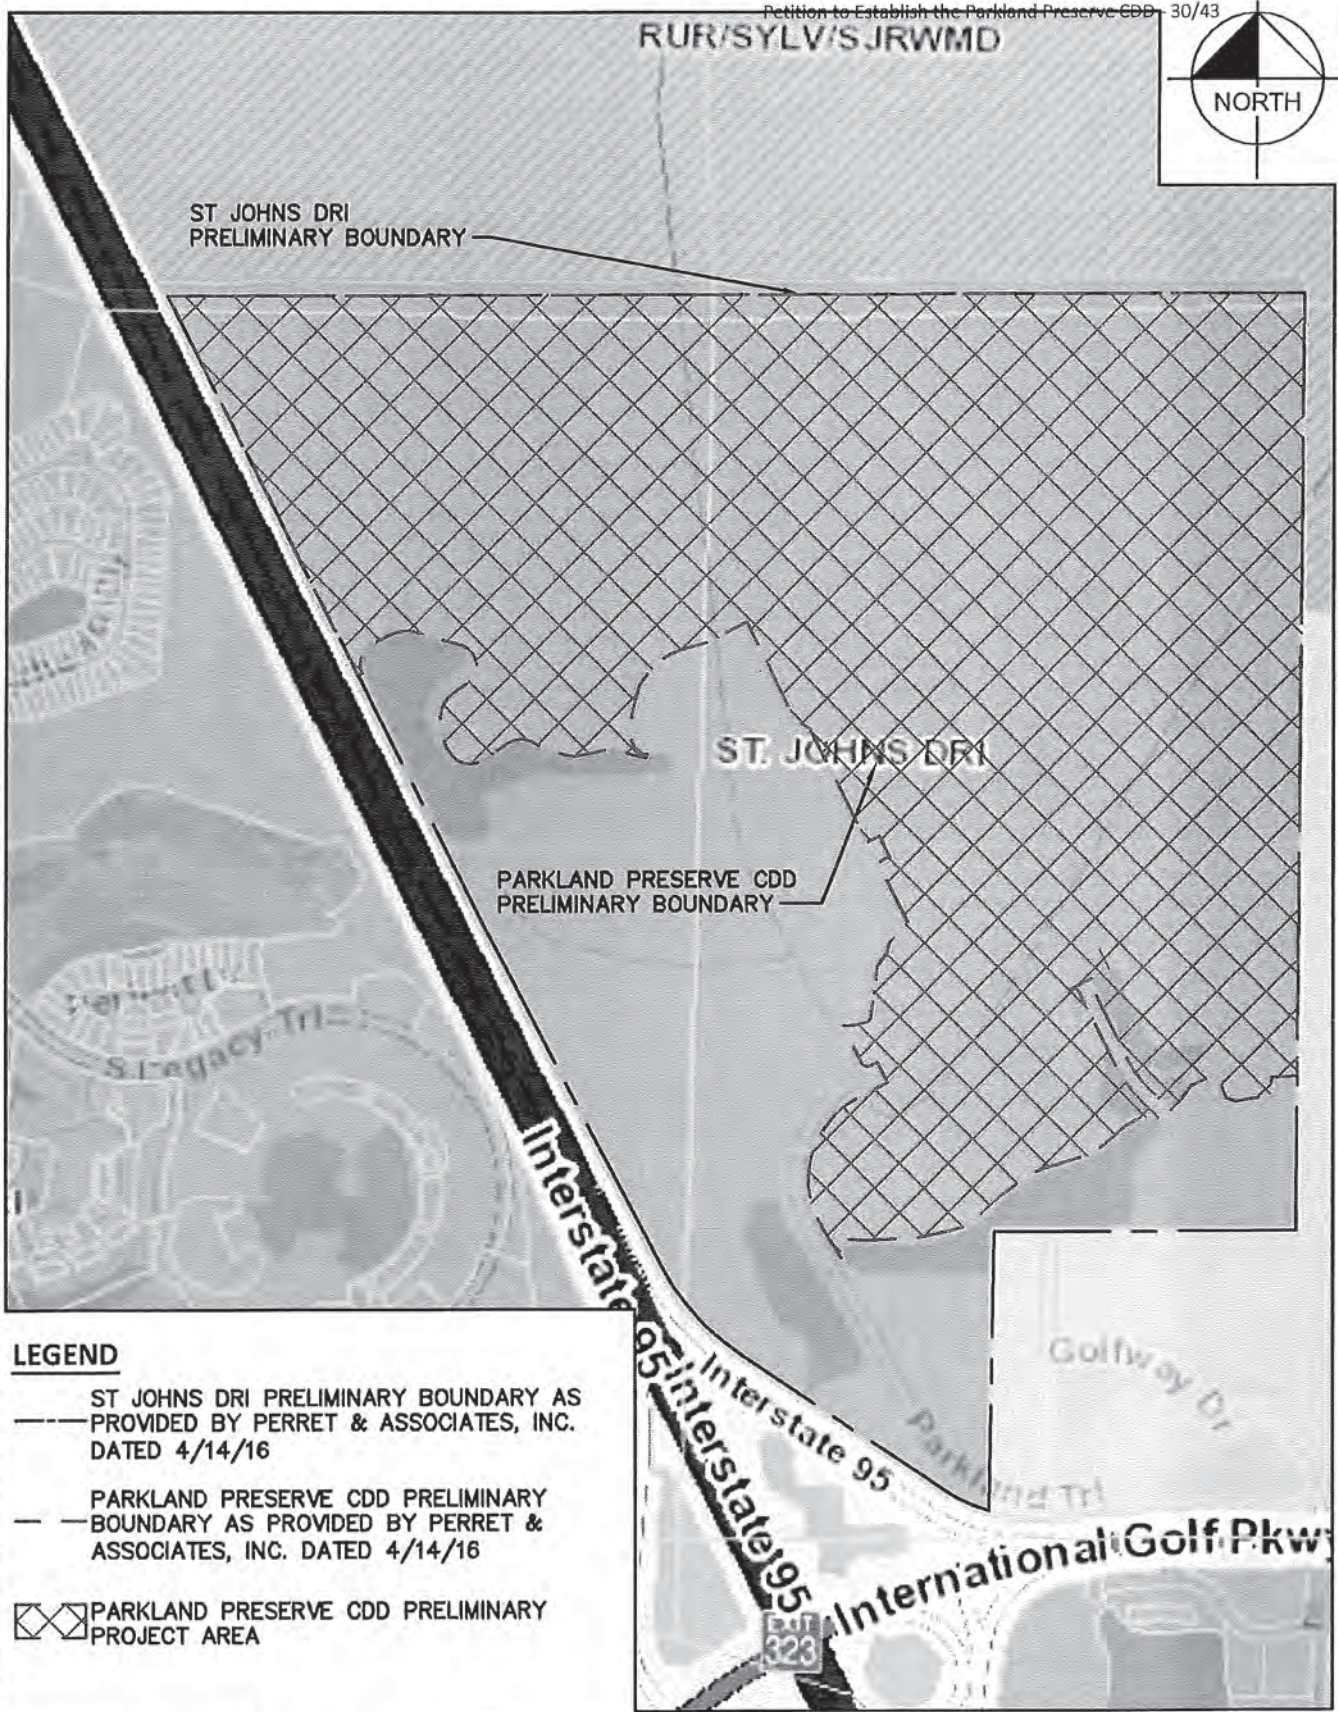 Petition to Establish the Parkland Preserve CDD - 30/43
RUR/SYLV/SJRWMD
NORTH
ST JOHNS DRI
PRELIMINARY BOUNDARY
ST. JOHNS DRI
PARKLAND PRESERVE CDD
PRELIMINARY BOUNDARY
S Legacy Trl
Interstate 95
Interstate 95
Interstate 95
Golfway Dr
Parkland Trl
International Golf Pkwy
EXIT
323
LEGEND
ST JOHNS DRI PRELIMINARY BOUNDARY AS
PROVIDED BY PERRET & ASSOCIATES, INC.
DATED 4/14/16
PARKLAND PRESERVE CDD PRELIMINARY
BOUNDARY AS PROVIDED BY PERRET &
ASSOCIATES, INC. DATED 4/14/16
PARKLAND PRESERVE CDD PRELIMINARY
PROJECT AREA